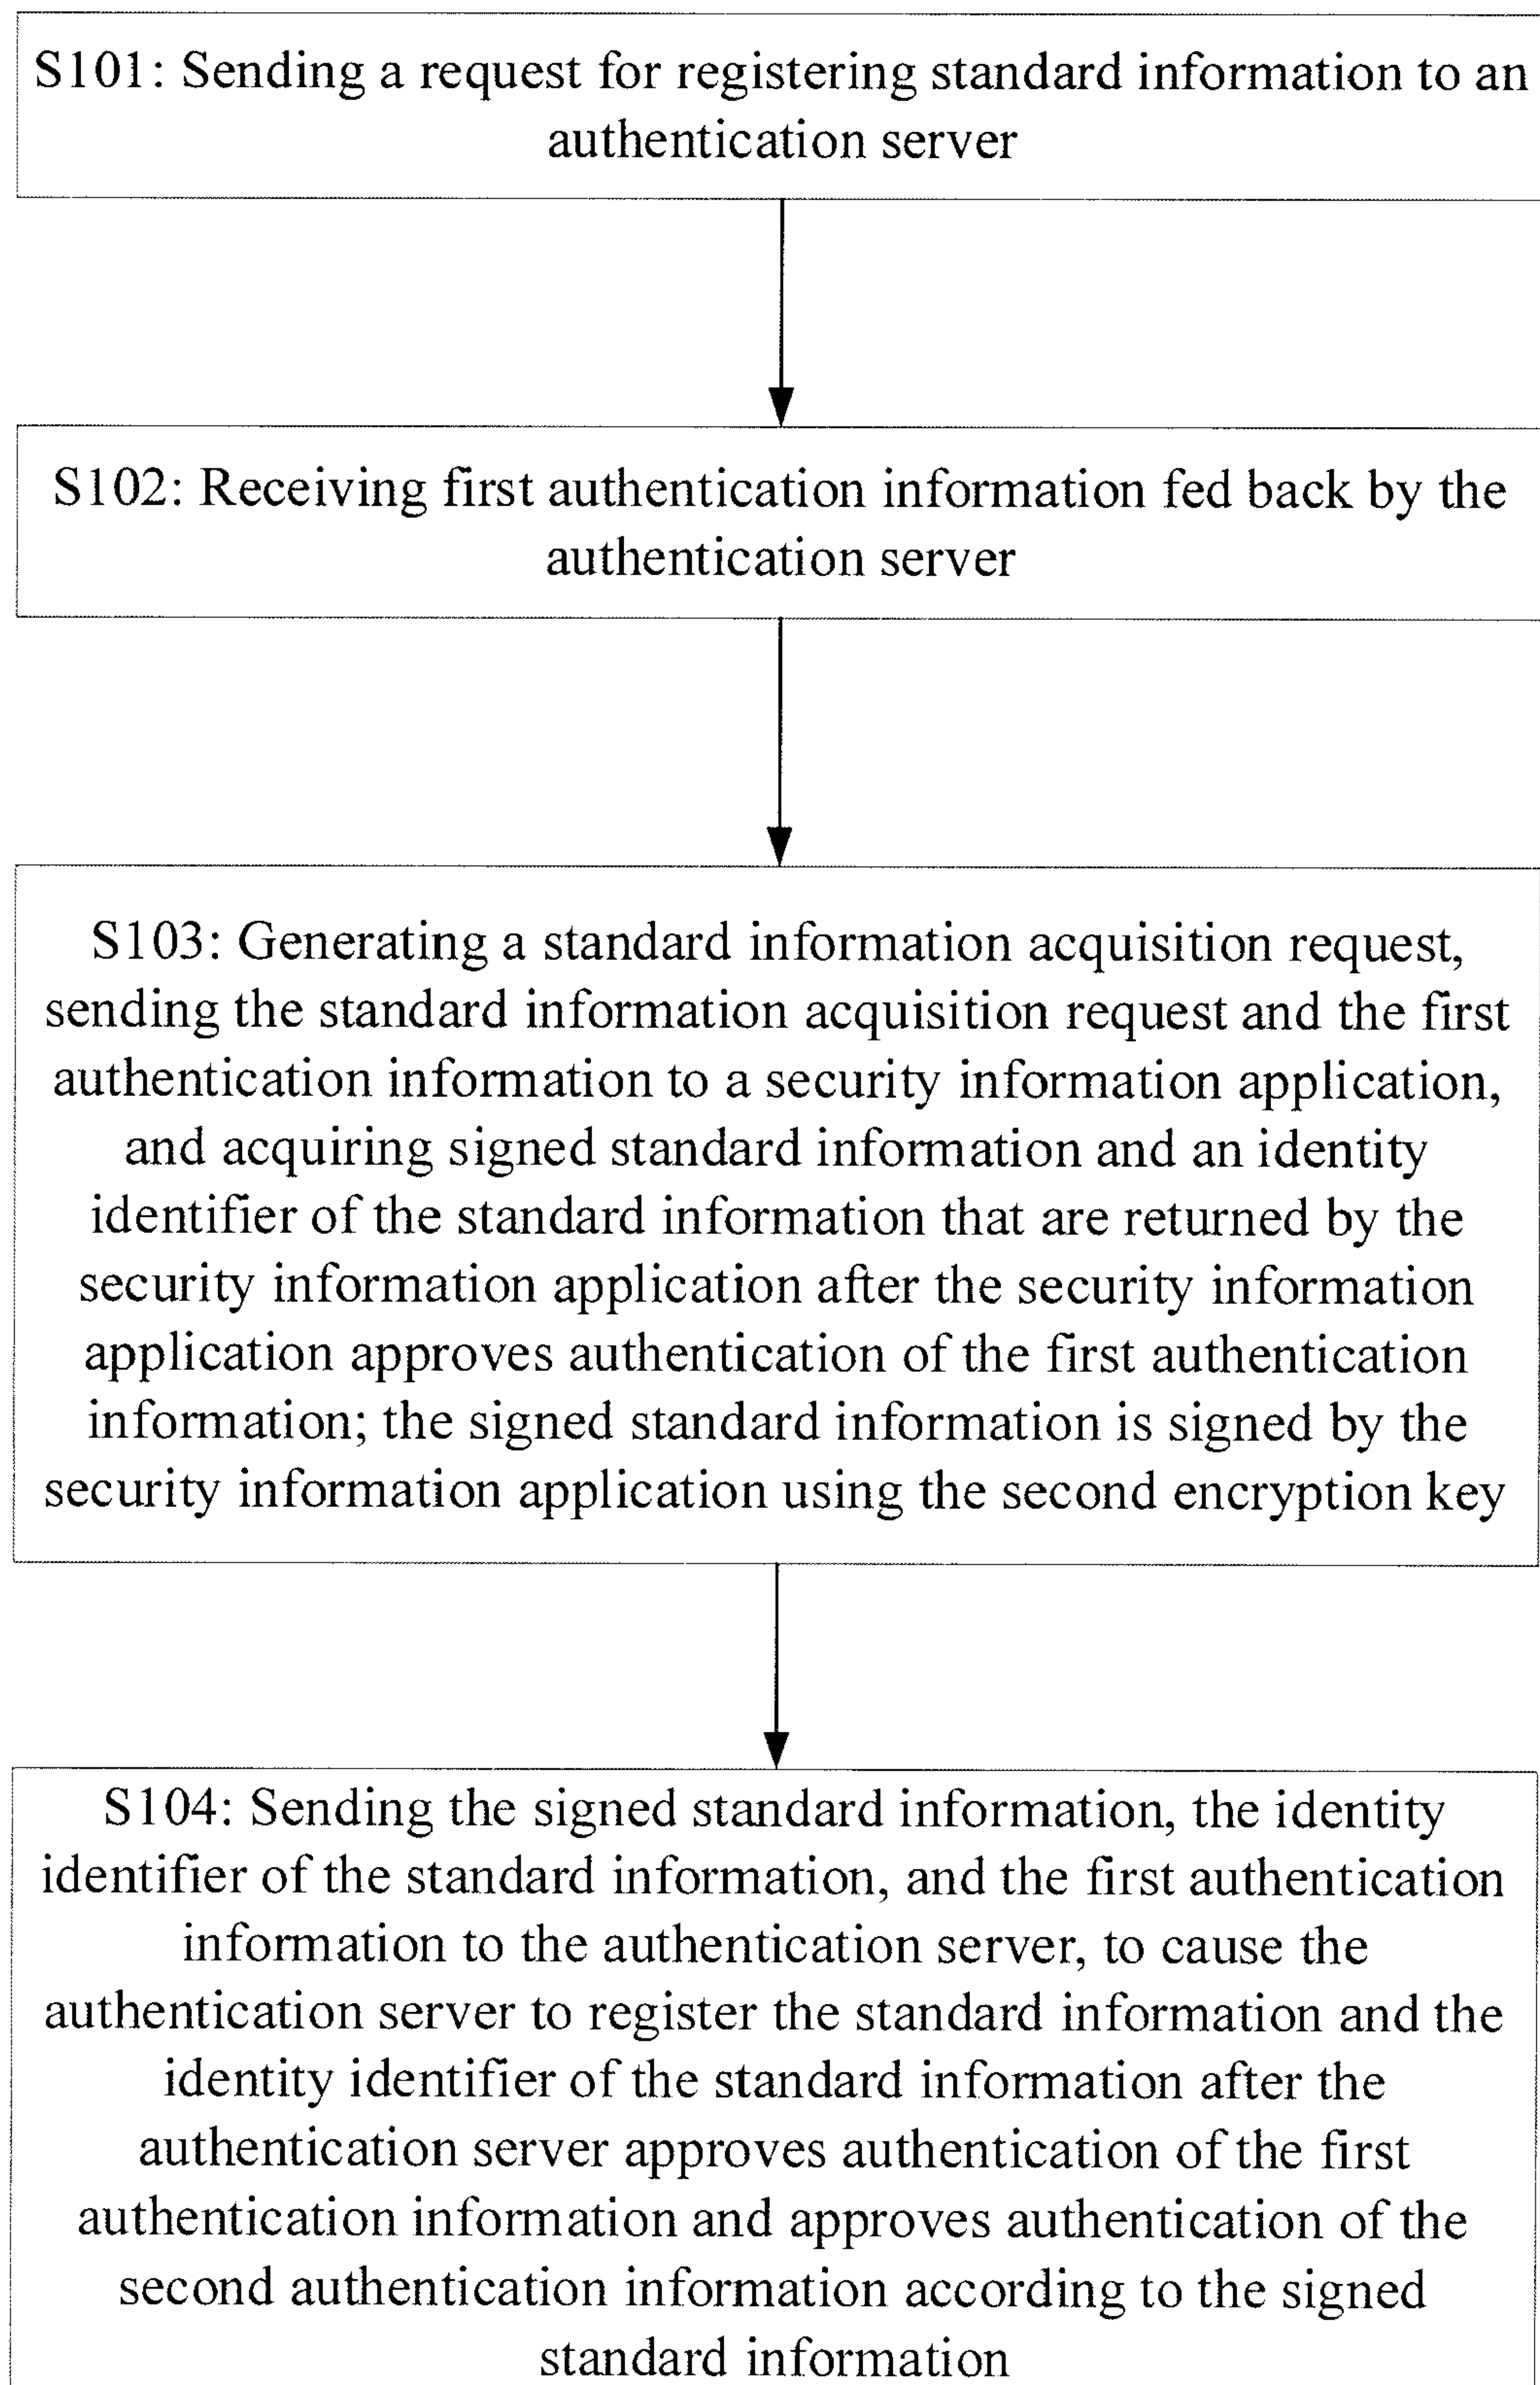 S101: Sending a request for registering standard information to an
authentication server
S102: Receiving first authentication information fed back by the
authentication server
S103: Generating a standard information acquisition request,
sending the standard information acquisition request and the first
authentication information to a security information application,
and acquiring signed standard information and an identity
identifier of the standard information that are returned by the
security information application after the security information
application approves authentication of the first authentication
information; the signed standard information is signed by the
security information application using the second encryption key
S104: Sending the signed standard information, the identity
identifier of the standard information, and the first authentication
information to the authentication server, to cause the
authentication server to register the standard information and the
identity identifier of the standard information after the
authentication server approves authentication of the first
authentication information and approves authentication of the
second authentication information according to the signed
standard information